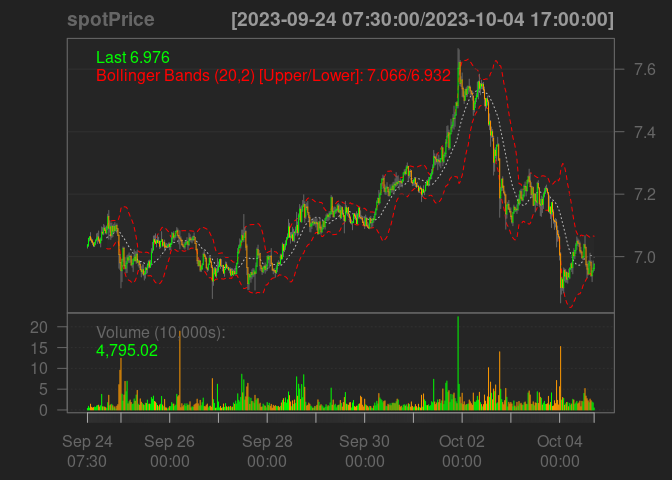 spotPrice [2023-09-24 07:30:00/2023-10-04 17:00:00]
Last 6.976
Bollinger Bands (20,2) [Upper/Lower]: 7.066/6.932
7.6
7.4
7.2
7.0
Volume (10,000s):
4,795.02
20
15
10
5
0
Sep 24 Sep 26 Sep 28 Sep 30 Oct 02 Oct 04
07:30 00:00 00:00 00:00 00:00 00:00